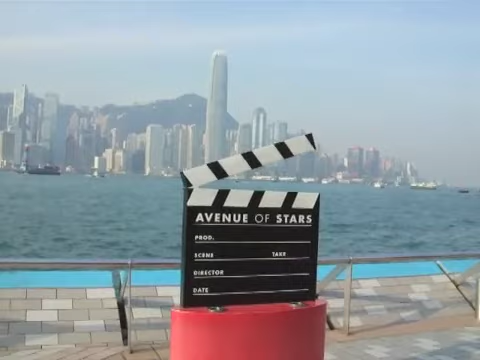 AVENUE OF STARS
PROD.
SCENE TAKE
DIRECTOR
DATE